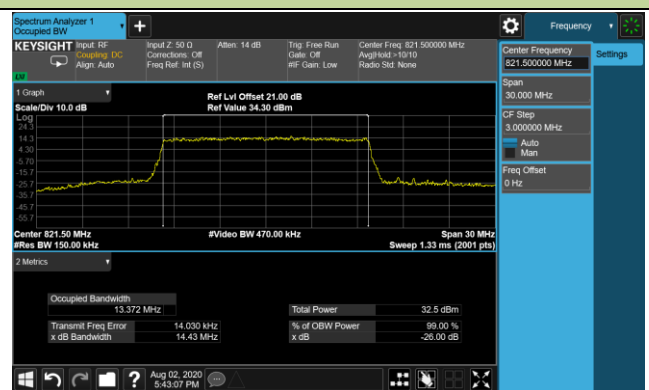 Spectrum Analyzer 1
Occupied BW
Frequency
KEYSIGHT Input: RF
Coupling: DC
Align: Auto
Input Z: 50 Ω
Corrections: Off
Freq Ref: Int (S)
Atten: 14 dB
Trig: Free Run
Gate: Off
#IF Gain: Low
Center Freq: 821.500000 MHz
Avg|Hold:>10/10
Radio Std: None
LW
Center Frequency
821.500000 MHz
Settings
Span
30.000 MHz
CF Step
3.000000 MHz
Auto
Man
Freq Offset
0 Hz
1 Graph
Scale/Div 10.0 dB
Ref Lvl Offset 21.00 dB
Ref Value 34.30 dBm
Log
24.3
14.3
4.30
-5.70
-15.7
-25.7
-35.7
-45.7
-55.7
Center 821.50 MHz
#Res BW 150.00 kHz
#Video BW 470.00 kHz
Span 30 MHz
Sweep 1.33 ms (2001 pts)
2 Metrics
Occupied Bandwidth
13.372 MHz
Total Power 32.5 dBm
Transmit Freq Error 14.030 kHz
% of OBW Power 99.00 %
x dB Bandwidth 14.43 MHz
x dB -26.00 dB
Aug 02, 2020
5:43:07 PM